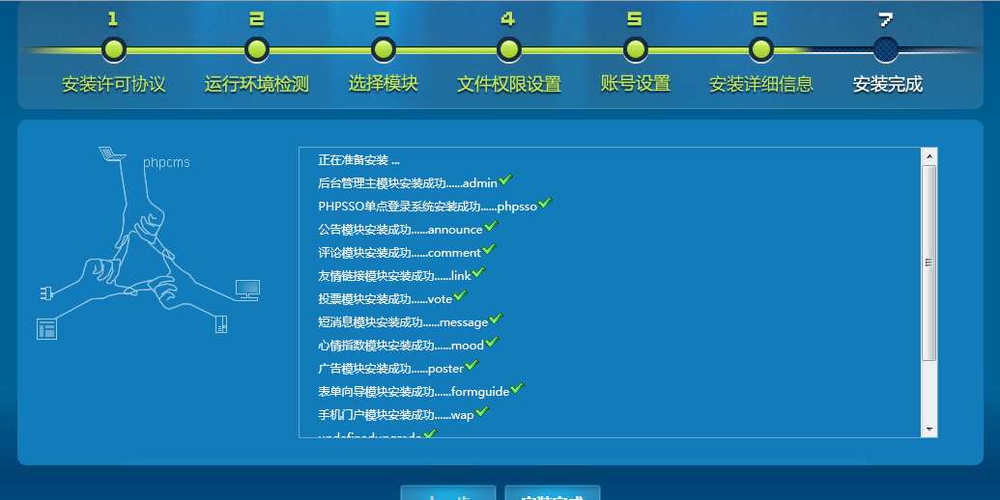 1 2 3 4 5 6 7
安装许可协议 运行环境检测 选择模块 文件权限设置 账号设置 安装详细信息 安装完成
phpcms
正在准备安装 ...
后台管理主模块安装成功......admin
PHPSSO单点登录系统安装成功......phpsso
公告模块安装成功......announce
评论模块安装成功......comment
友情链接模块安装成功......link
投票模块安装成功......vote
短消息模块安装成功......message
心情指数模块安装成功......mood
广告模块安装成功......poster
表单向导模块安装成功......formguide
手机门户模块安装成功......wap
undefinedupgrade
上一步 安装完成